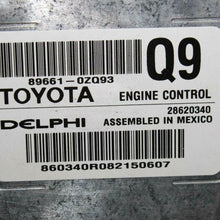 89661-0ZQ93
Q9
TOYOTA
ENGINE CONTROL
28620340
DELPHI
ASSEMBLED IN MEXICO
860340R082150607